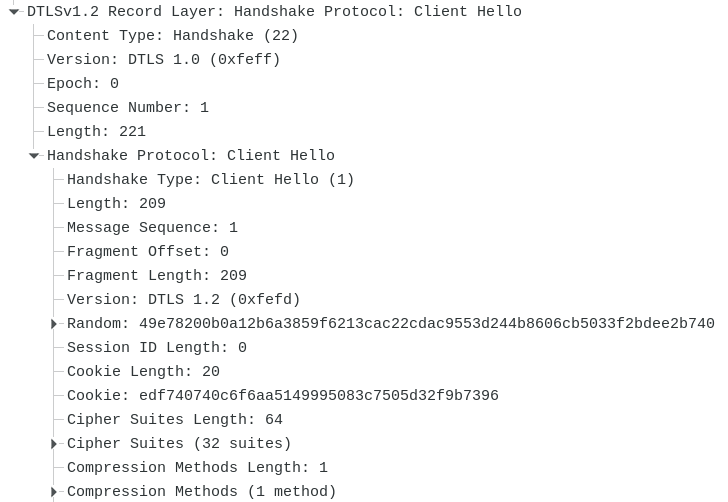 DTLSv1.2 Record Layer: Handshake Protocol: Client Hello
Content Type: Handshake (22)
Version: DTLS 1.0 (0xfeff)
Epoch: 0
Sequence Number: 1
Length: 221
Handshake Protocol: Client Hello
Handshake Type: Client Hello (1)
Length: 209
Message Sequence: 1
Fragment Offset: 0
Fragment Length: 209
Version: DTLS 1.2 (0xfefd)
Random: 49e78200b0a12b6a3859f6213cac22cdac9553d244b8606cb5033f2bdee2b740
Session ID Length: 0
Cookie Length: 20
Cookie: edf740740c6f6aa5149995083c7505d32f9b7396
Cipher Suites Length: 64
Cipher Suites (32 suites)
Compression Methods Length: 1
Compression Methods (1 method)